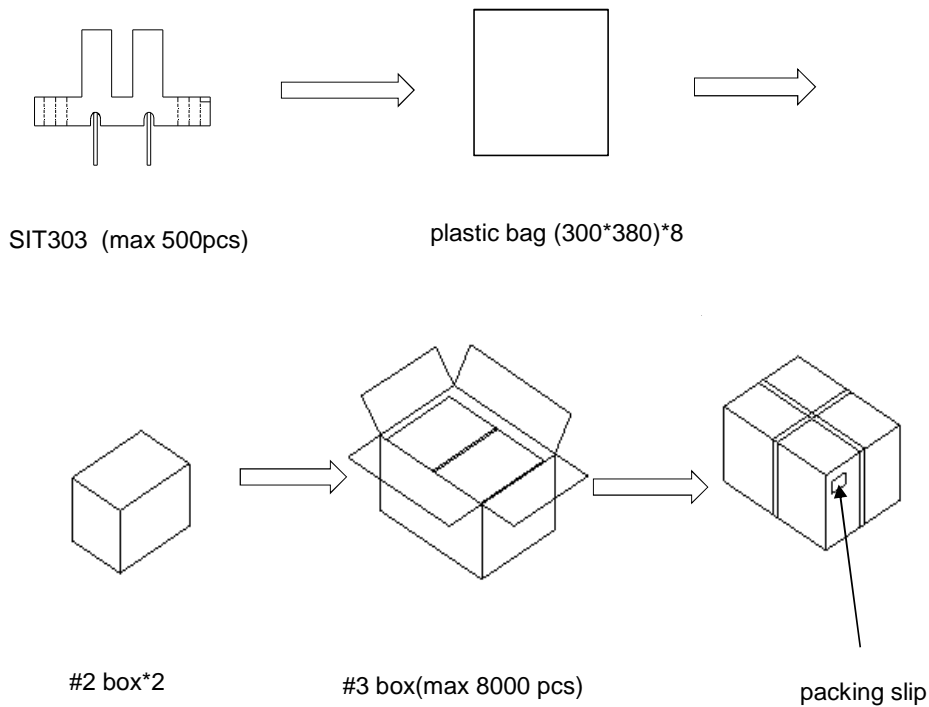 SIT303  (max 500pcs)
plastic bag (300*380)*8
#2 box*2
#3 box(max 8000 pcs)
packing slip